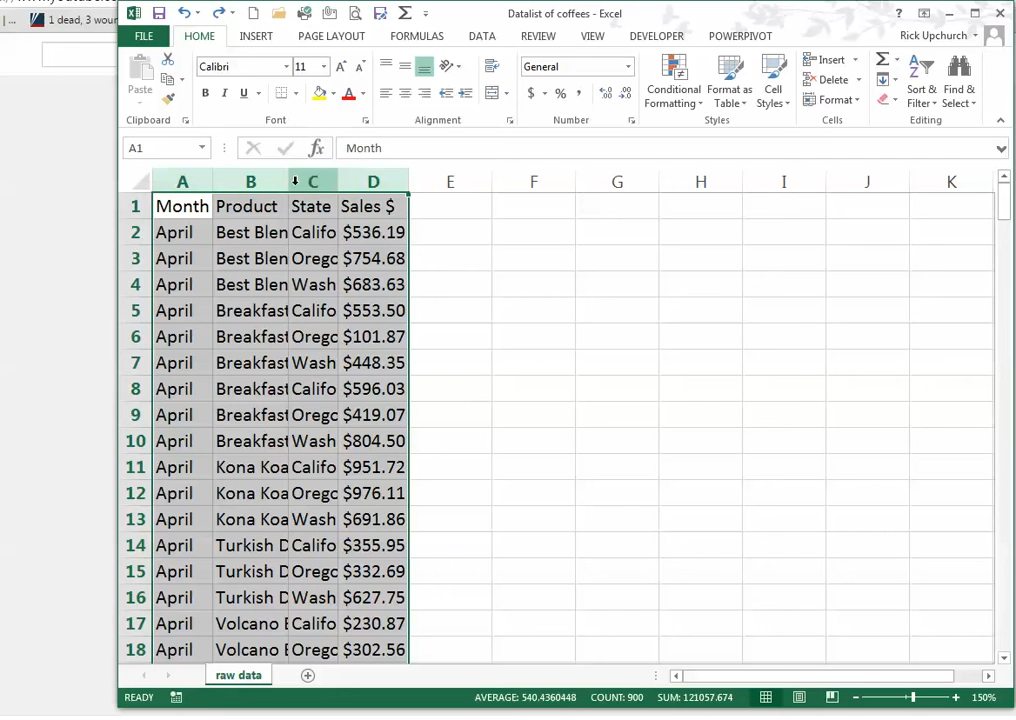 1 dead, 3 woun
Datalist of coffees - Excel
FILE HOME INSERT PAGE LAYOUT FORMULAS DATA REVIEW VIEW DEVELOPER POWERPIVOT Rick Upchurch
Paste
Calibri 11
B I U
General
$ % ,
Conditional Formatting
Format as Table
Cell Styles
Insert
Delete
Format
Sort & Filter
Find & Select
Clipboard Font Alignment Number Styles Cells Editing
A1 fx Month
A B C D E F G H I J K
1 Month Product State Sales $
2 April Best Blen Califo $536.19
3 April Best Blen Orego $754.68
4 April Best Blen Wash $683.63
5 April Breakfast Califo $553.50
6 April Breakfast Orego $101.87
7 April Breakfast Wash $448.35
8 April Breakfast Califo $596.03
9 April Breakfast Orego $419.07
10 April Breakfast Wash $804.50
11 April Kona Koa Califo $951.72
12 April Kona Koa Orego $976.11
13 April Kona Koa Wash $691.86
14 April Turkish D Califo $355.95
15 April Turkish D Orego $332.69
16 April Turkish D Wash $627.75
17 April Volcano E Califo $230.87
18 April Volcano E Orego $302.56
raw data
READY AVERAGE: 540.4360448 COUNT: 900 SUM: 121057.674 150%